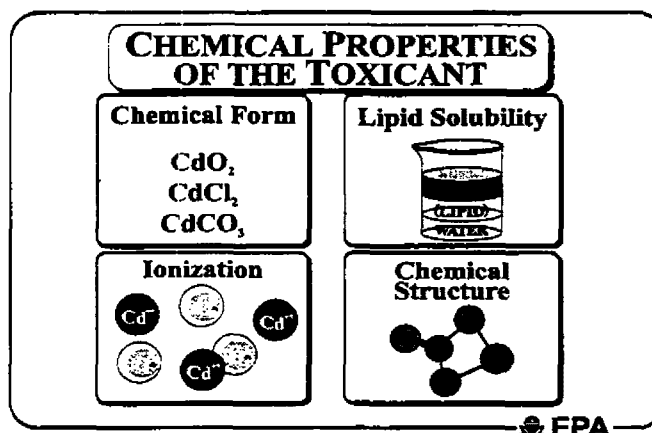 CHEMICAL PROPERTIES
OF THE TOXICANT
Chemical Form
CdO₂
CdCl₂
CdCO₃
Lipid Solubility
(LIPID)
WATER
Ionization
Cd
Cd
Cd
Chemical
Structure
EPA